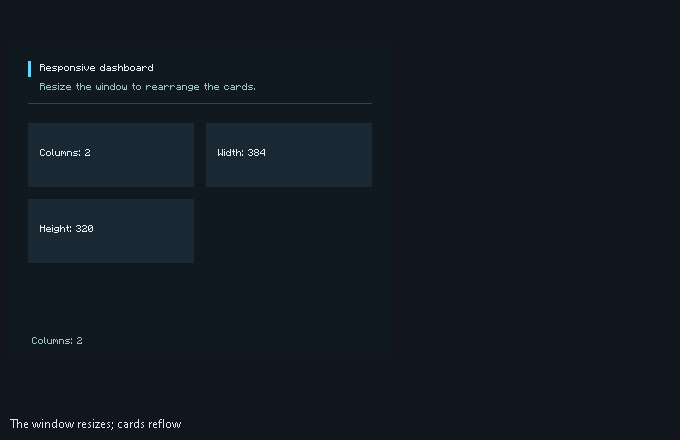 Responsive dashboard
Resize the window to rearrange the cards.
Columns: 2
Width: 384
Height: 320
Columns: 2
The window resizes; cards reflow